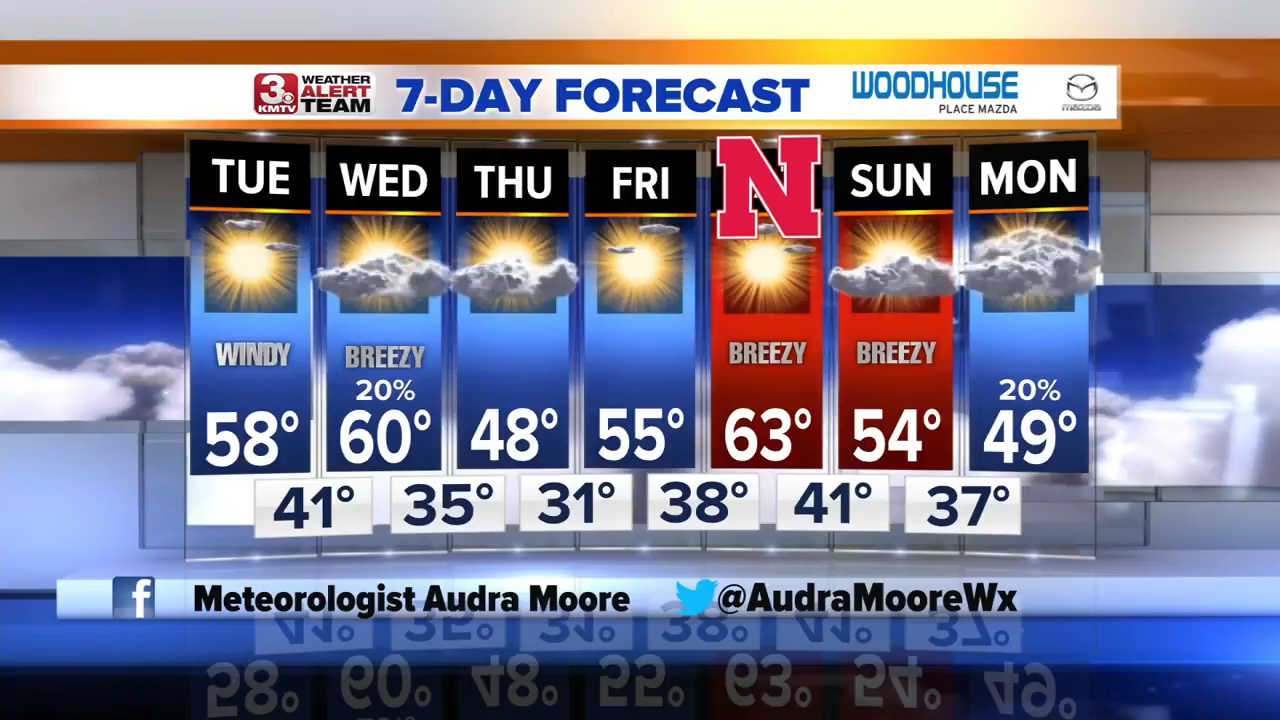 3 KMTV
WEATHER ALERT TEAM
7-DAY FORECAST
WOODHOUSE
PLACE MAZDA
mazda
TUE WED THU FRI N SUN MON
WINDY BREEZY BREEZY BREEZY
20% 20%
58° 60° 48° 55° 63° 54° 49°
41° 35° 31° 38° 41° 37°
f Meteorologist Audra Moore @AudraMooreWx